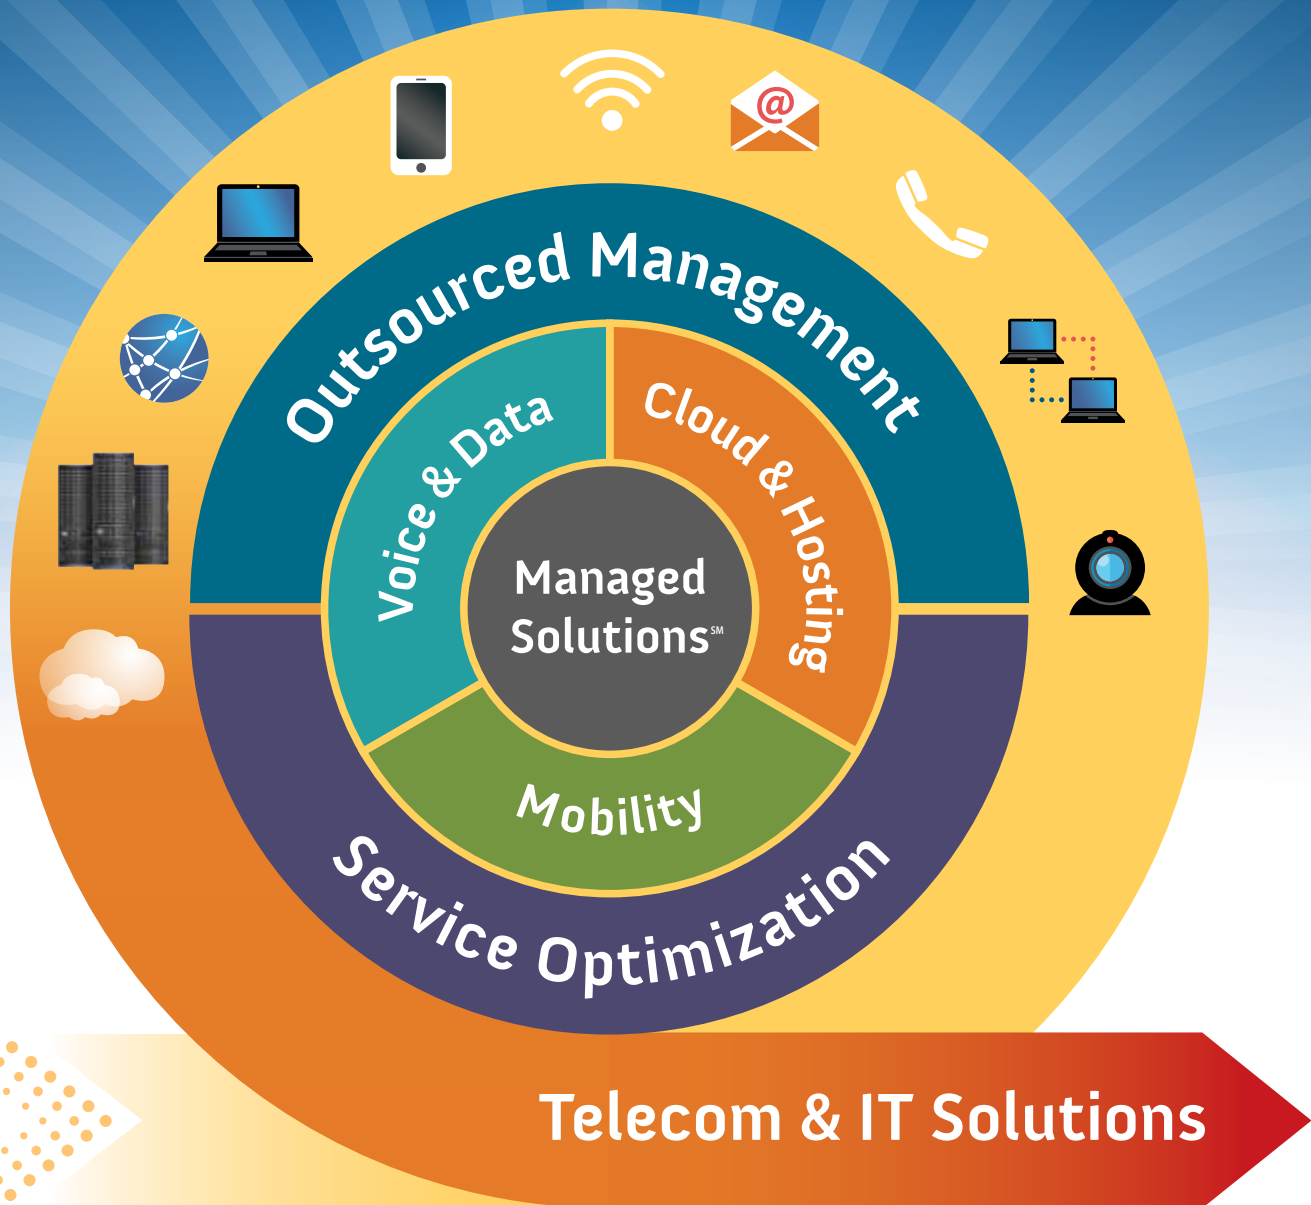 Outsourced Management
Voice & Data
Cloud & Hosting
Managed
Solutions℠
Mobility
Service Optimization
Telecom & IT Solutions
@